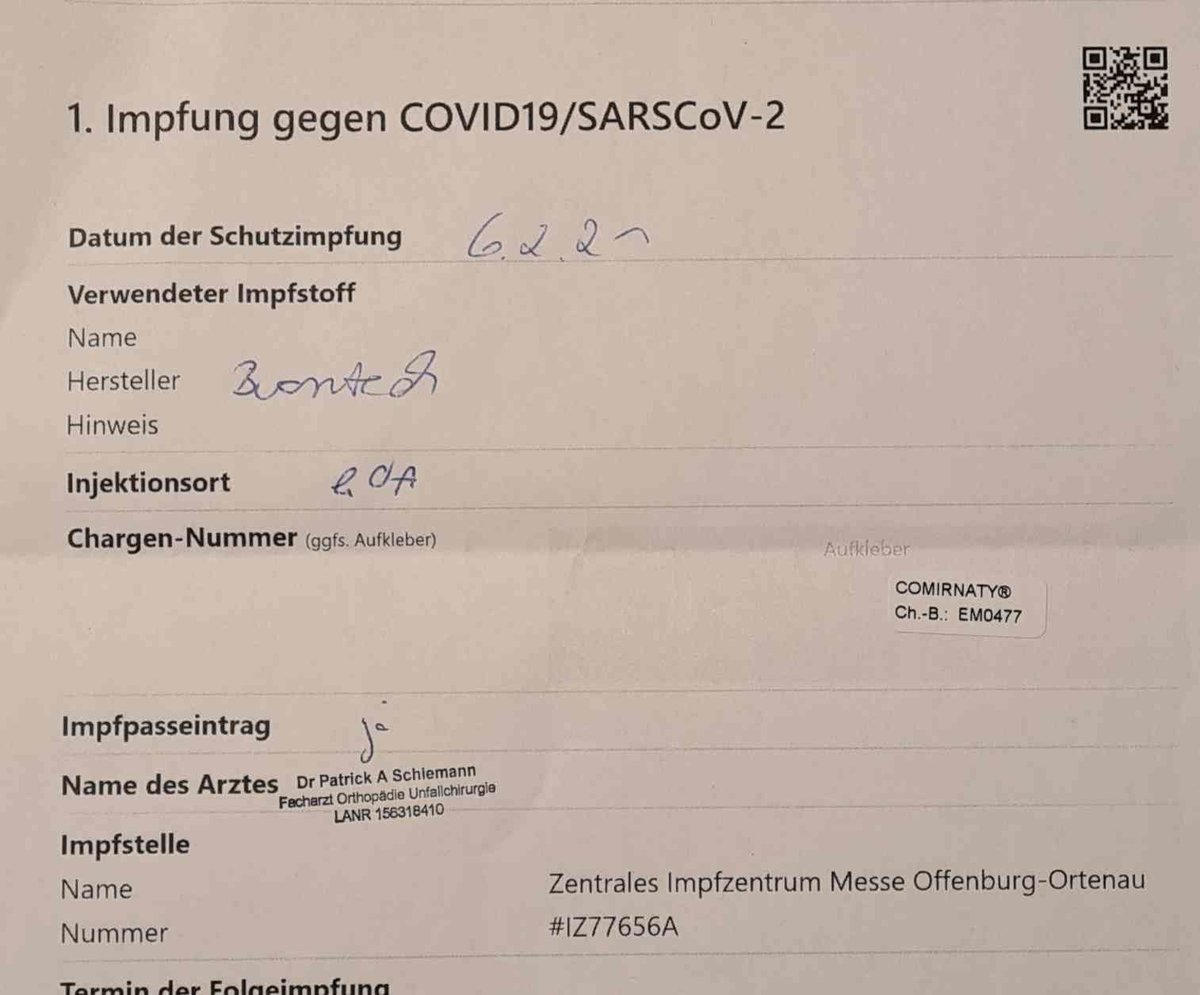 1. Impfung gegen COVID19/SARSCoV-2
Datum der Schutzimpfung 6.2.21
Verwendeter Impfstoff
Name
Hersteller Biontech
Hinweis
Injektionsort l. OA
Chargen-Nummer (ggfs. Aufkleber)
Aufkleber
COMIRNATY®
Ch.-B.: EM0477
Impfpasseintrag ja
Name des Arztes Dr Patrick A Schiemann
Facharzt Orthopädie Unfallchirurgie
LANR 156318410
Impfstelle
Name Zentrales Impfzentrum Messe Offenburg-Ortenau
Nummer #IZ77656A
Termin der Folgeimpfung